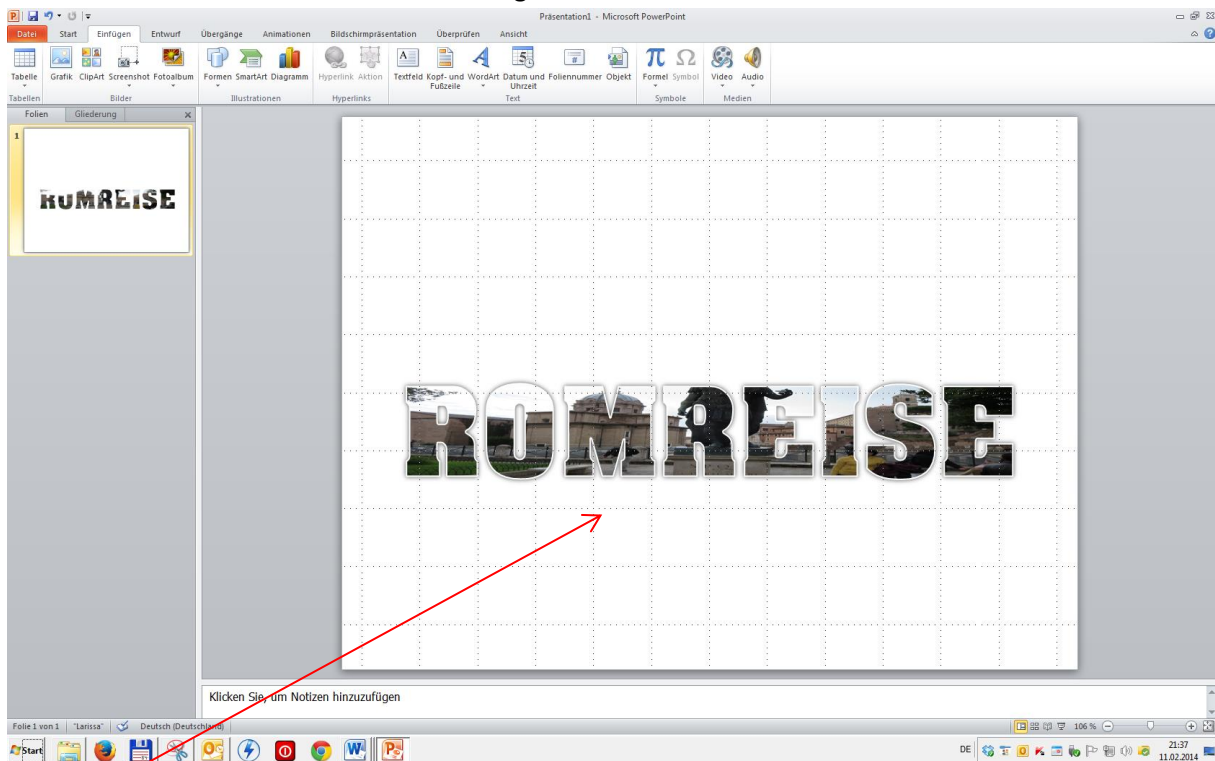 Präsentation1 - Microsoft PowerPoint
Datei Start Einfügen Entwurf Übergänge Animationen Bildschirmpräsentation Überprüfen Ansicht
Tabelle Grafik ClipArt Screenshot Fotoalbum Formen SmartArt Diagramm Hyperlink Aktion Textfeld Kopf- und Fußzeile WordArt Datum und Uhrzeit Foliennummer Objekt Formel Symbol Video Audio
Tabellen Bilder Illustrationen Hyperlinks Text Symbole Medien
Folien Gliederung
1
ROMREISE
ROMREISE
Klicken Sie, um Notizen hinzuzufügen
Folie 1 von 1 "Larissa" Deutsch (Deutschland) 106 %
Start DE 21:37
11.02.2014